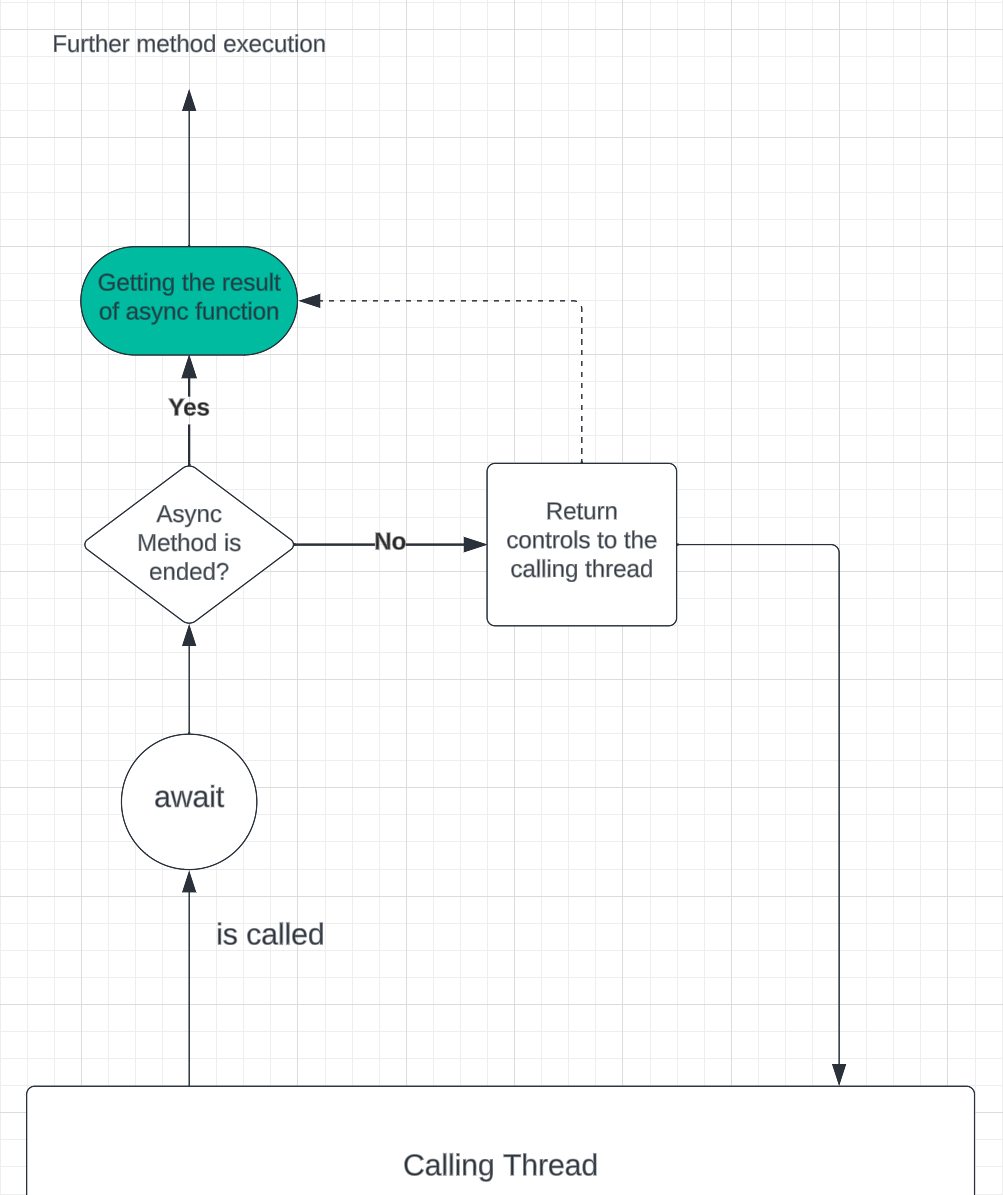 Further method execution
Getting the result
of async function
Yes
Async
Method is
ended?
No
Return
controls to the
calling thread
await
is called
Calling Thread